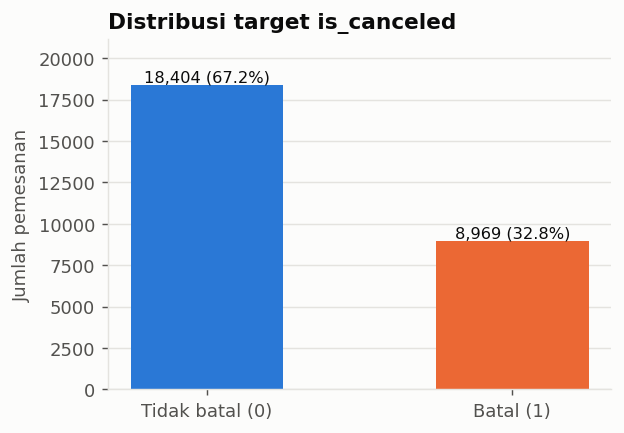 Distribusi target is_canceled
Jumlah pemesanan
20000
17500
15000
12500
10000
7500
5000
2500
0
18,404 (67.2%)
8,969 (32.8%)
Tidak batal (0)
Batal (1)